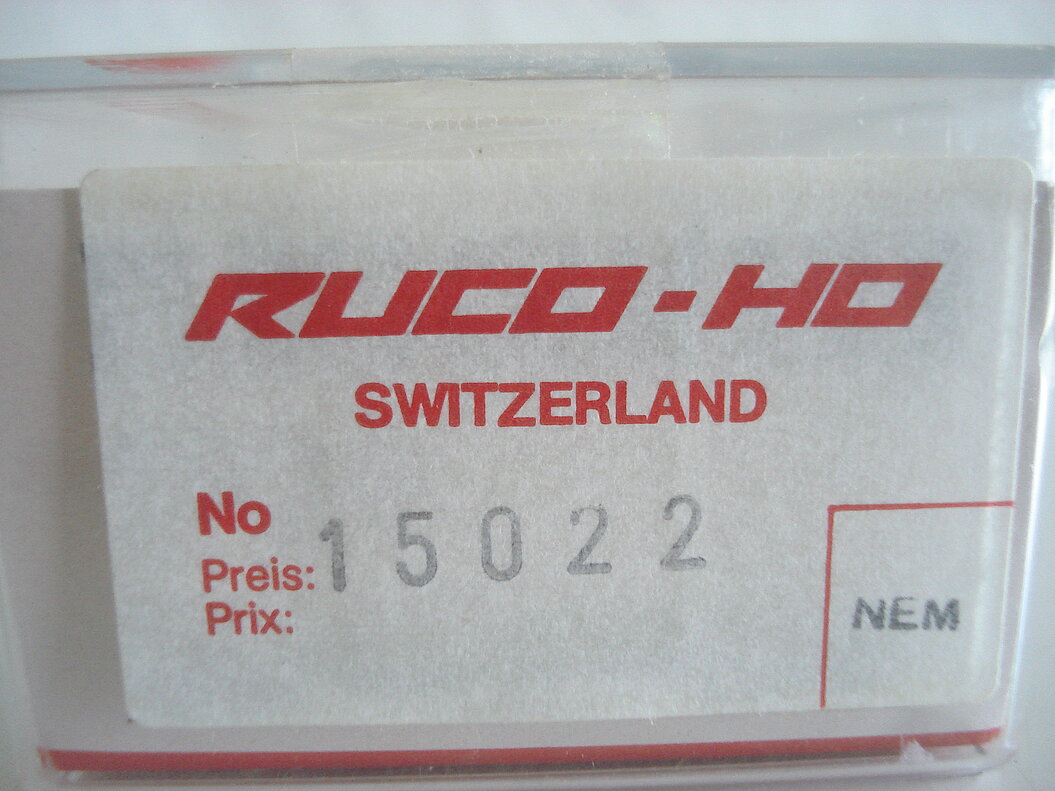 RUCO-HO
SWITZERLAND
No 15022
Preis:
Prix:
NEM